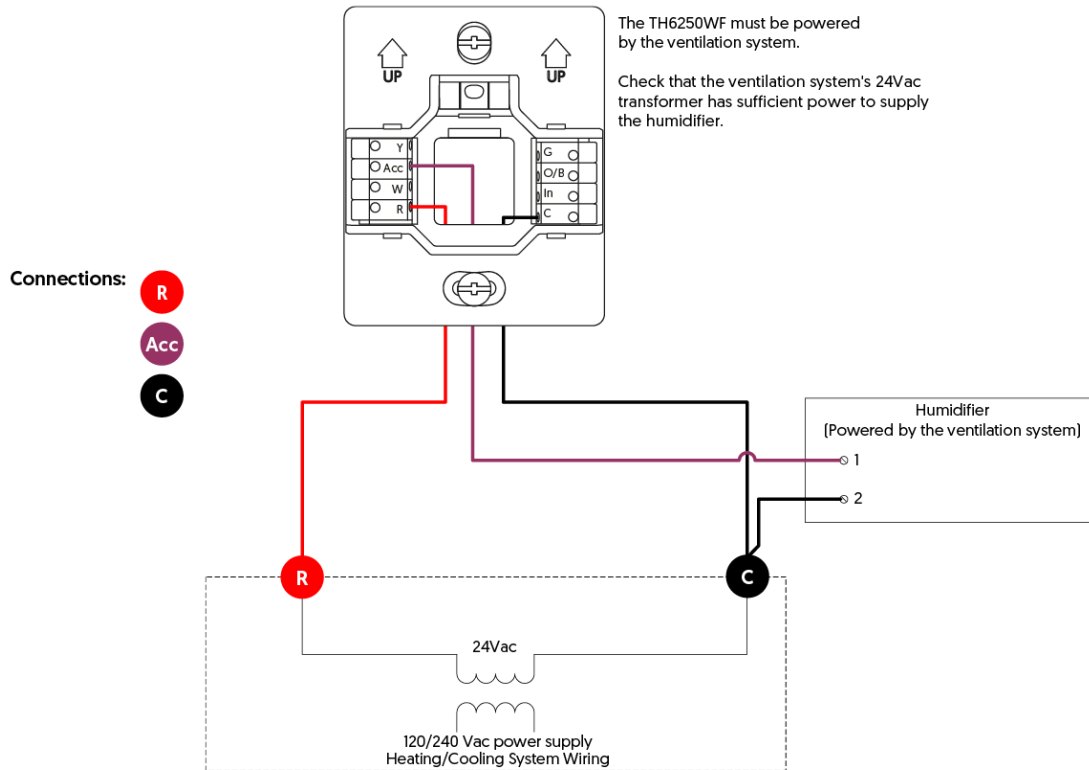 The TH6250WF must be powered
by the ventilation system.
Check that the ventilation system's 24Vac
transformer has sufficient power to supply
the humidifier.
UP
UP
Y
Acc
W
R
G
O/B
In
C
Connections:
R
Acc
C
Humidifier
(Powered by the ventilation system)
1
2
R
C
24Vac
120/240 Vac power supply
Heating/Cooling System Wiring